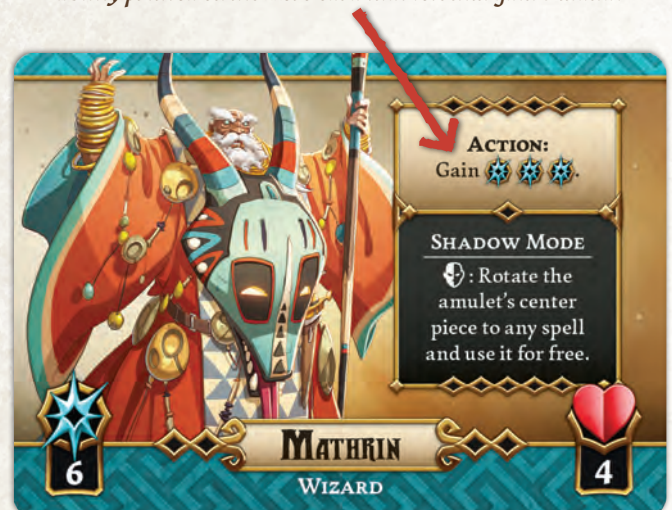 ACTION:
Gain .
SHADOW MODE
: Rotate the
amulet's center
piece to any spell
and use it for free.
6
MATHRIN
4
WIZARD